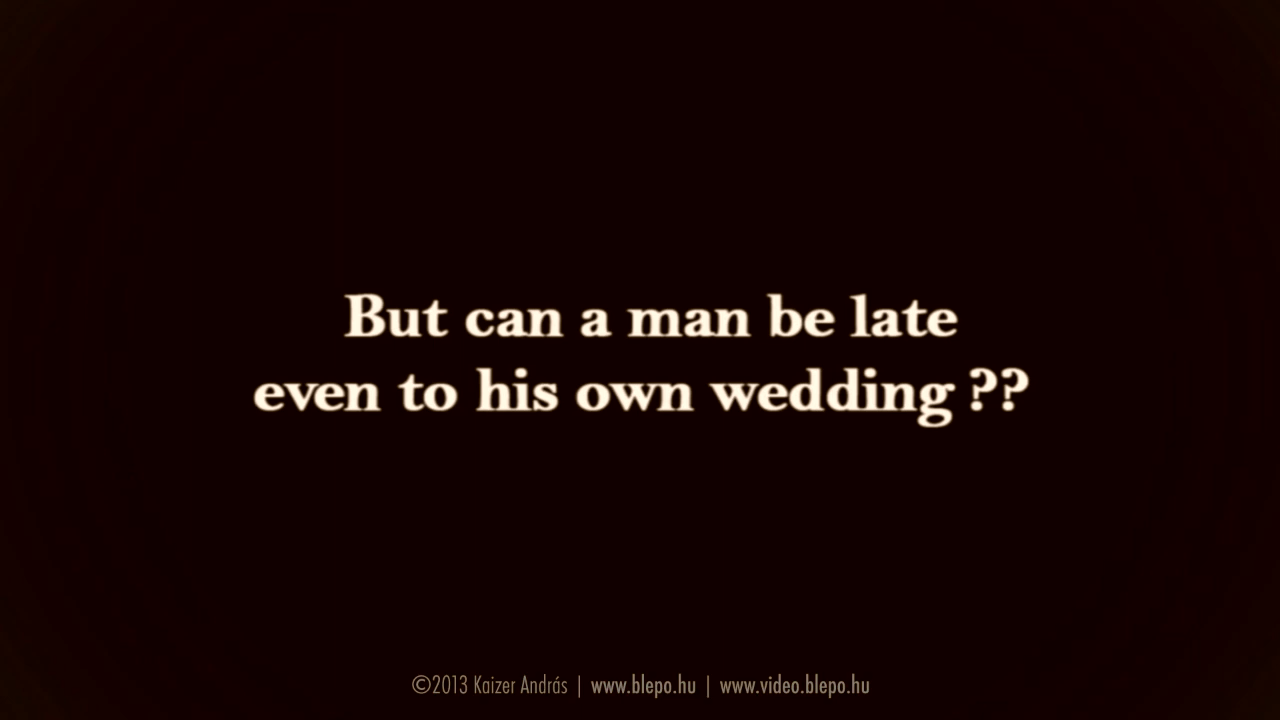 But can a man be late
even to his own wedding ??
©2013 Kaizer András | www.blepo.hu | www.video.blepo.hu